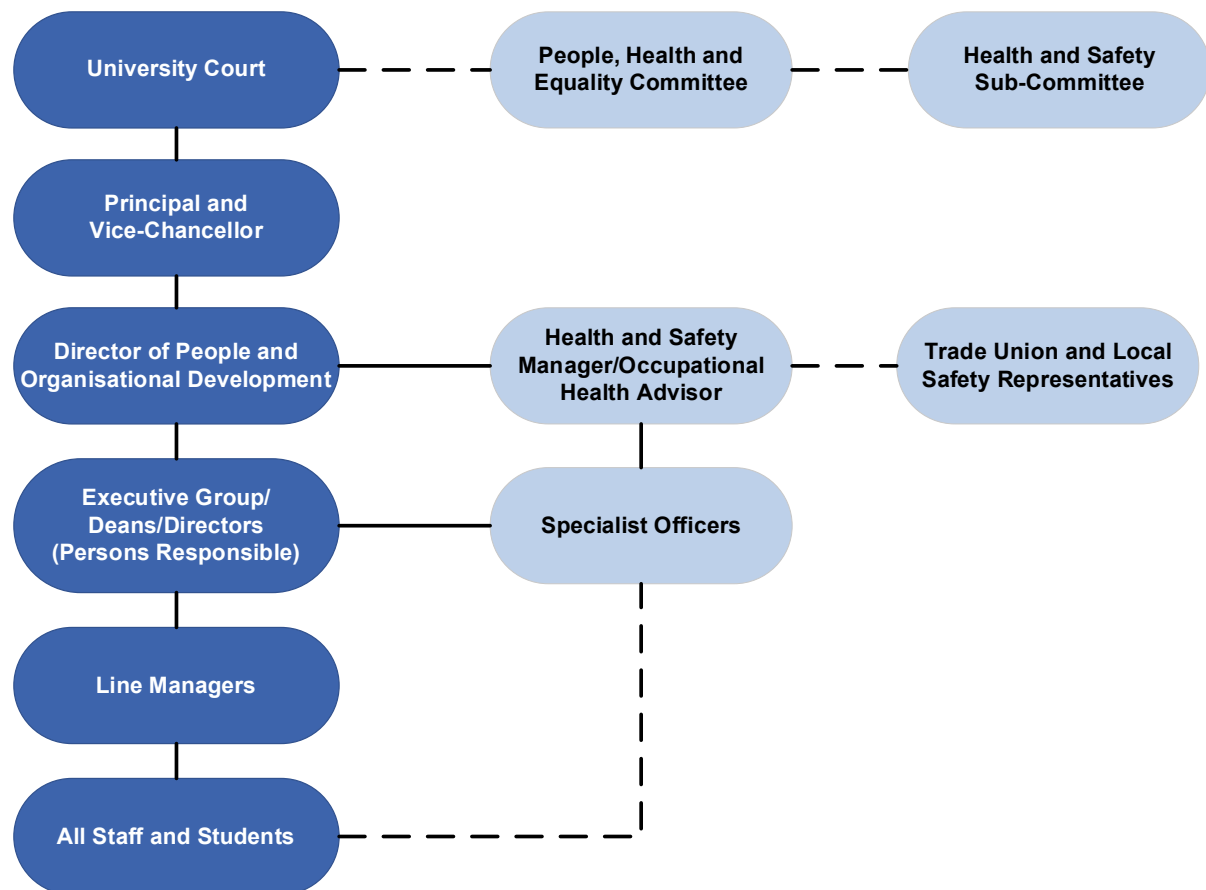 University Court
People, Health and
Equality Committee
Health and Safety
Sub-Committee
Principal and
Vice-Chancellor
Director of People and
Organisational Development
Health and Safety
Manager/Occupational
Health Advisor
Trade Union and Local
Safety Representatives
Executive Group/
Deans/Directors
(Persons Responsible)
Specialist Officers
Line Managers
All Staff and Students